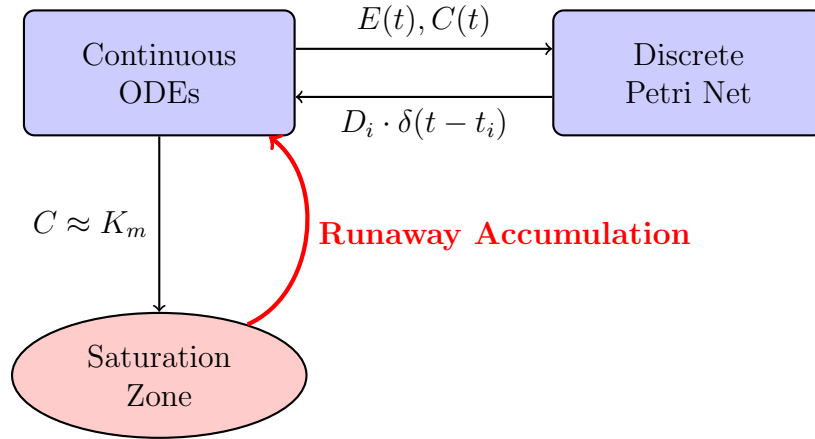 Continuous
ODEs
E(t), C(t)
Discrete
Petri Net
D_i · δ(t − t_i)
C ≈ K_m
Runaway Accumulation
Saturation
Zone